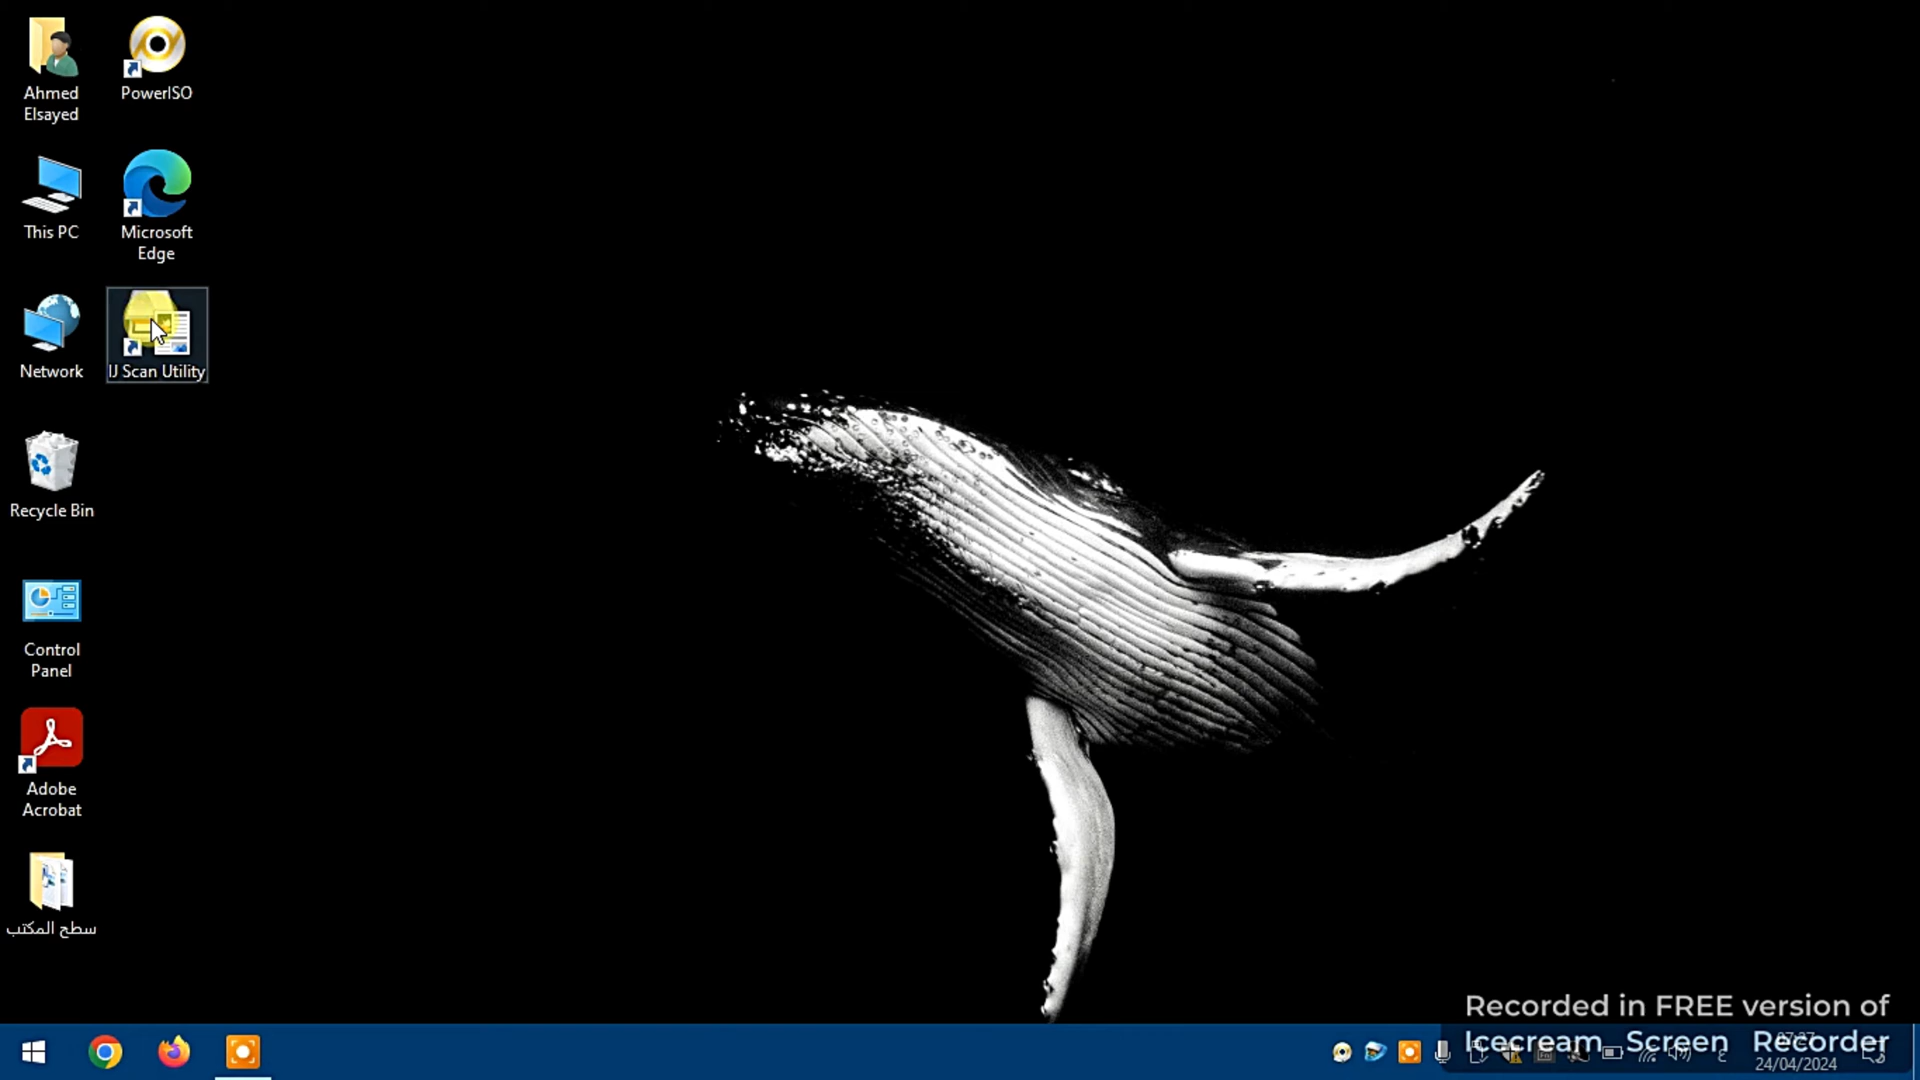 Ahmed
Elsayed
PowerISO
This PC
Microsoft
Edge
Network
IJ Scan Utility
Recycle Bin
Control
Panel
Adobe
Acrobat
سطح المكتب
Recorded in FREE version of
Icecream Screen Recorder
ع
24/04/2024